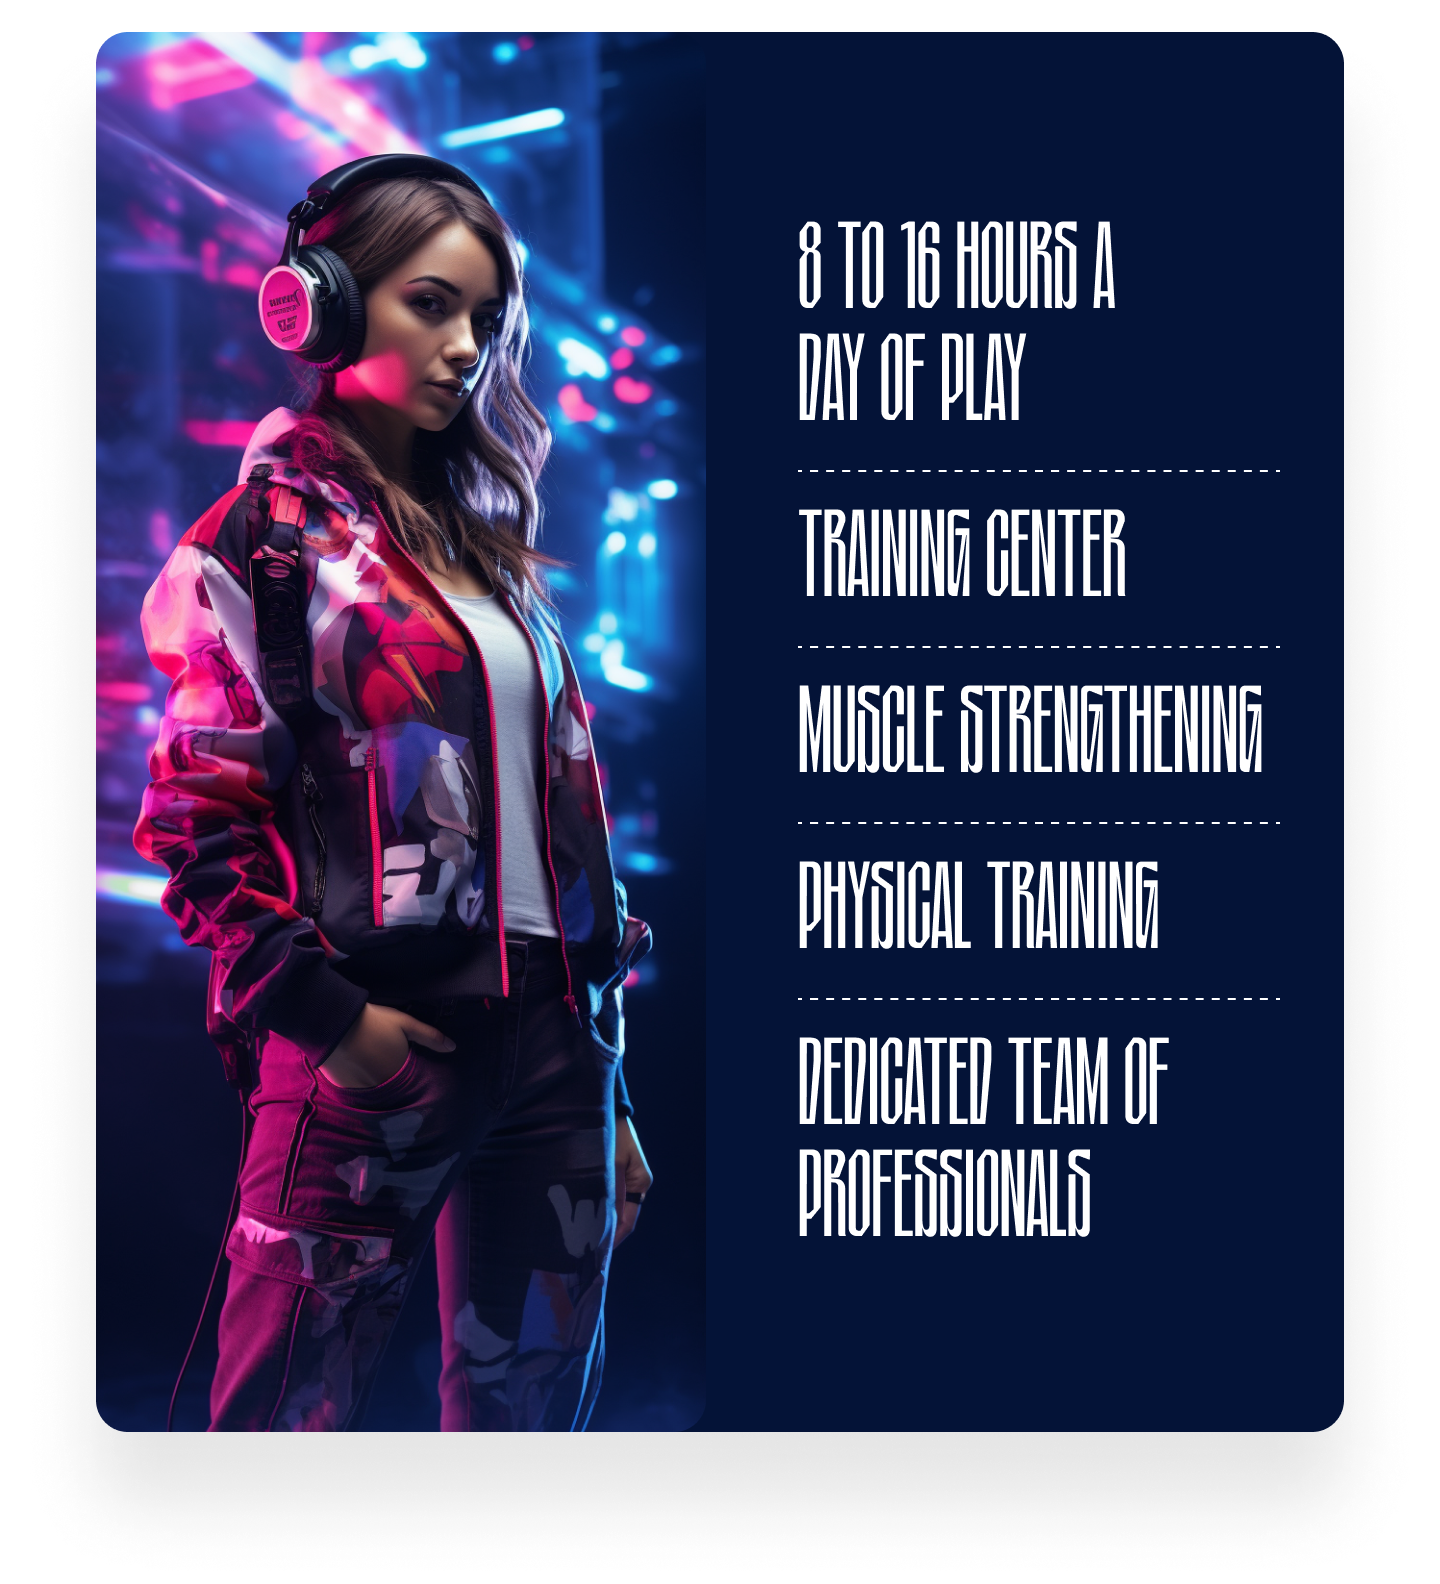 8 TO 16 HOURS A
DAY OF PLAY
TRAINING CENTER
MUSCLE STRENGTHENING
PHYSICAL TRAINING
DEDICATED TEAM OF
PROFESSIONALS